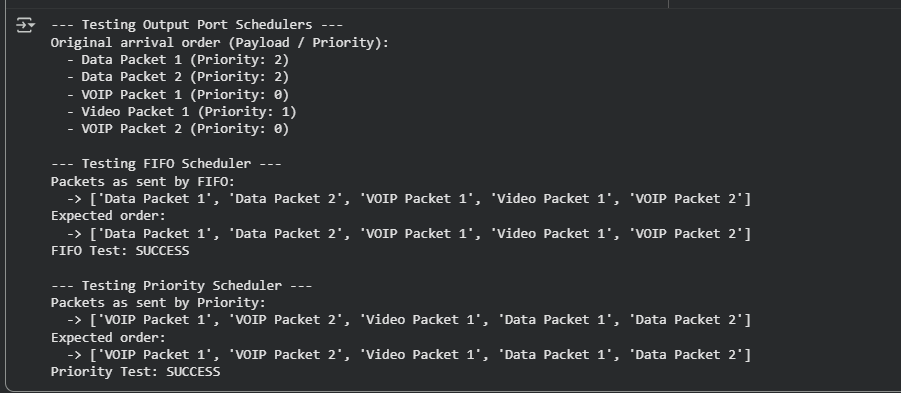 --- Testing Output Port Schedulers ---
Original arrival order (Payload / Priority):
- Data Packet 1 (Priority: 2)
- Data Packet 2 (Priority: 2)
- VOIP Packet 1 (Priority: 0)
- Video Packet 1 (Priority: 1)
- VOIP Packet 2 (Priority: 0)
--- Testing FIFO Scheduler ---
Packets as sent by FIFO:
-> ['Data Packet 1', 'Data Packet 2', 'VOIP Packet 1', 'Video Packet 1', 'VOIP Packet 2']
Expected order:
-> ['Data Packet 1', 'Data Packet 2', 'VOIP Packet 1', 'Video Packet 1', 'VOIP Packet 2']
FIFO Test: SUCCESS
--- Testing Priority Scheduler ---
Packets as sent by Priority:
-> ['VOIP Packet 1', 'VOIP Packet 2', 'Video Packet 1', 'Data Packet 1', 'Data Packet 2']
Expected order:
-> ['VOIP Packet 1', 'VOIP Packet 2', 'Video Packet 1', 'Data Packet 1', 'Data Packet 2']
Priority Test: SUCCESS